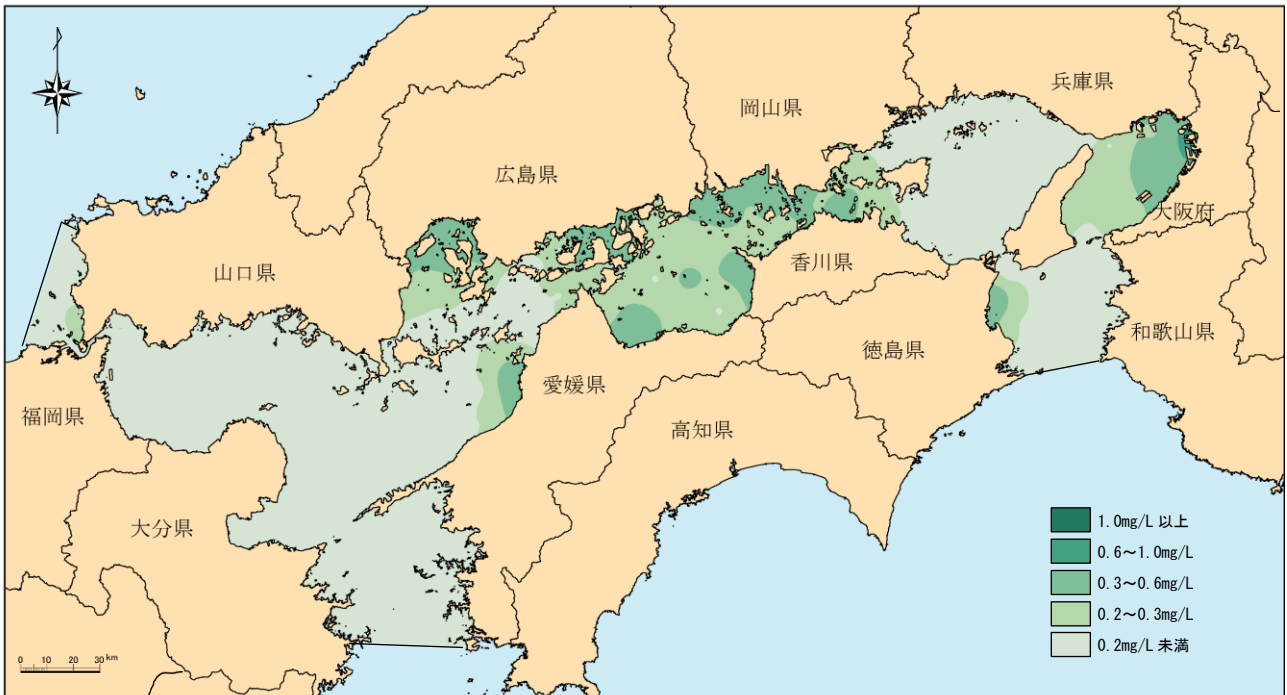 兵庫県
岡山県
広島県
大阪府
山口県
香川県
和歌山県
徳島県
愛媛県
福岡県
高知県
大分県
1.0mg/L 以上
0.6～1.0mg/L
0.3～0.6mg/L
0.2～0.3mg/L
0.2mg/L 未満
0 5 10 20 30 km